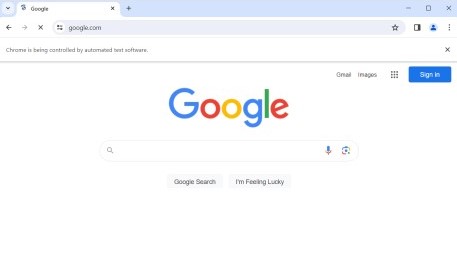 Google
google.com
Chrome is being controlled by automated test software.
Gmail Images Sign in
Google
Google Search I'm Feeling Lucky